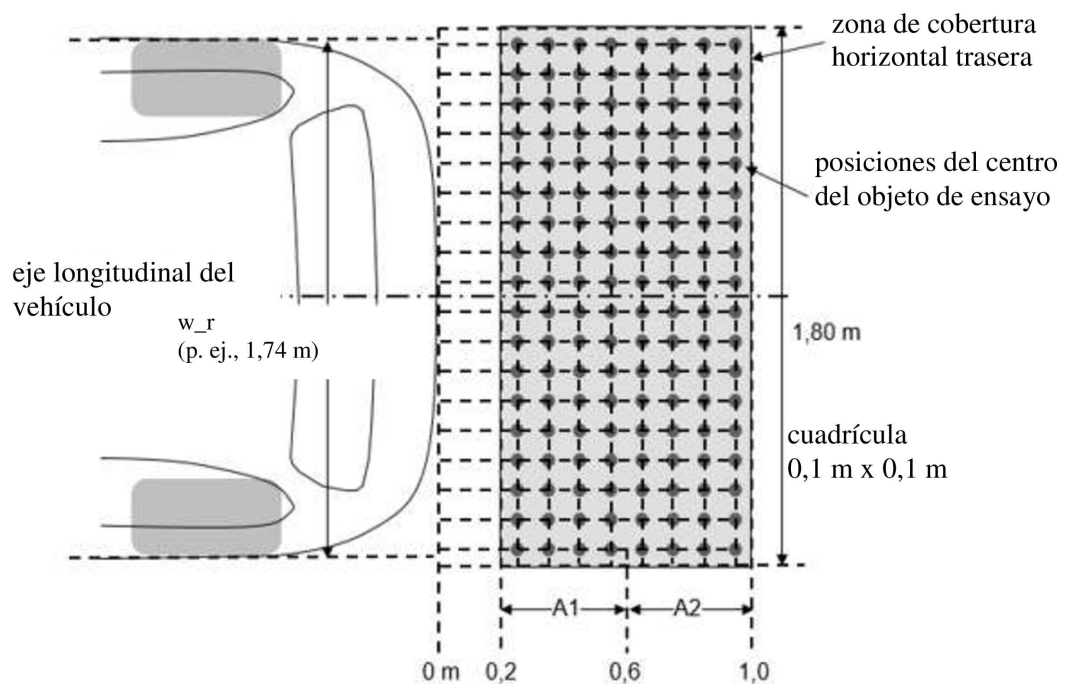 zona de cobertura
horizontal trasera
posiciones del centro
del objeto de ensayo
eje longitudinal del
vehículo
w_r
(p. ej., 1,74 m)
1,80 m
cuadrícula
0,1 m x 0,1 m
A1
A2
0 m
0,2
0,6
1,0